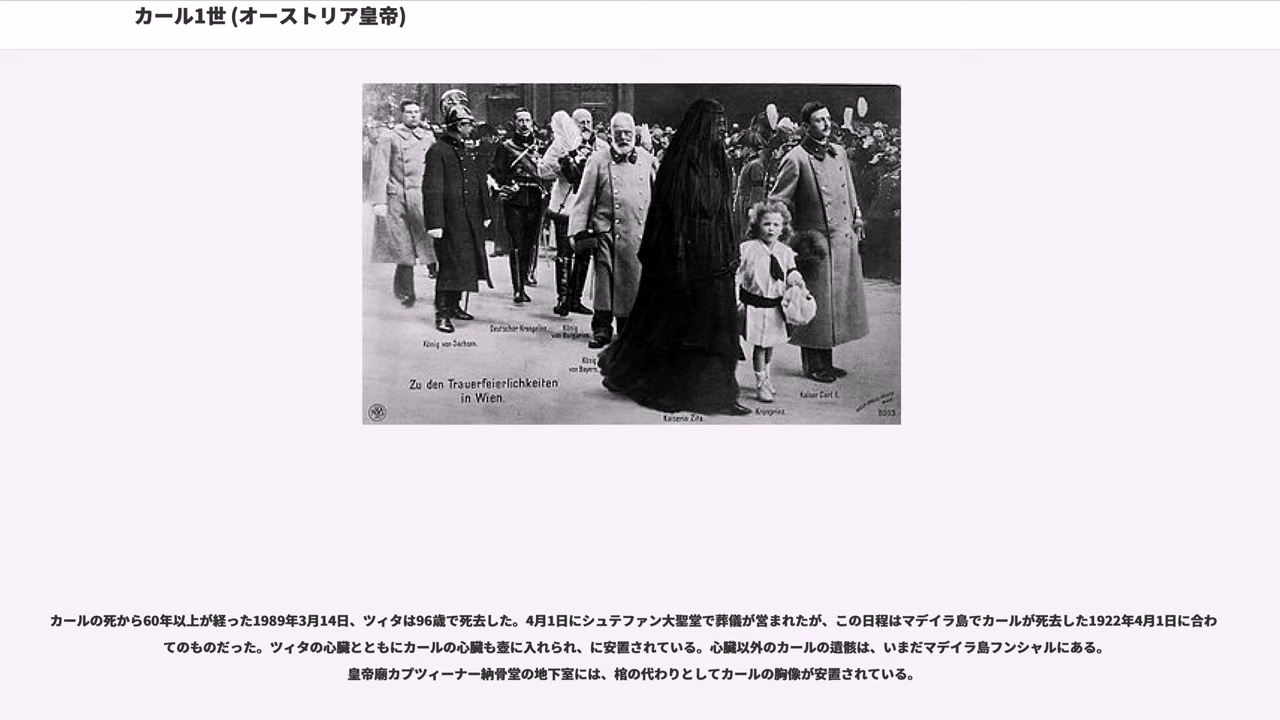 カール1世 (オーストリア皇帝)
König von Sachsen.
Deutscher Kronprinz.
König
von Bulgarien.
König
von Bayern.
Zu den Trauerfeierlichkeiten
in Wien.
Kaiserin Zita.
Kronprinz.
Kaiser Carl I.
カールの死から60年以上が経った1989年3月14日、ツィタは96歳で死去した。4月1日にシュテファン大聖堂で葬儀が営まれたが、この日程はマデイラ島でカールが死去した1922年4月1日に合わ
てのものだった。ツィタの心臓とともにカールの心臓も壺に入れられ、に安置されている。心臓以外のカールの遺骸は、いまだマデイラ島フンシャルにある。
皇帝廟カプツィーナー納骨堂の地下室には、棺の代わりとしてカールの胸像が安置されている。